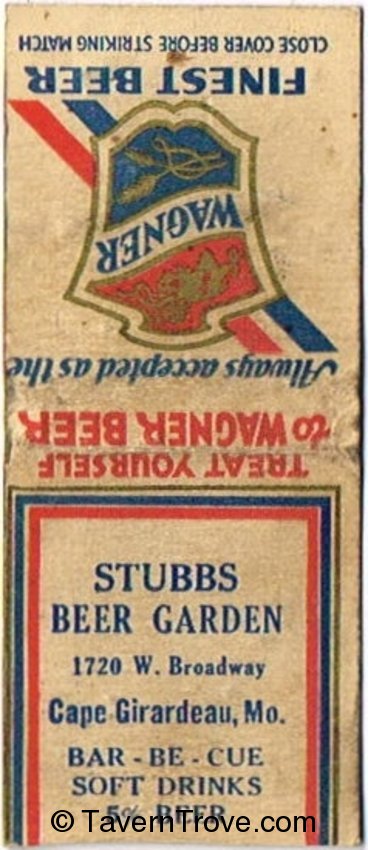 TREAT YOURSELF
to WAGNER BEER
Always accepted as the
WAGNER
FINEST BEER
CLOSE COVER BEFORE STRIKING MATCH
STUBBS
BEER GARDEN
1720 W. Broadway
Cape Girardeau, Mo.
BAR - BE - CUE
SOFT DRINKS
5% BEER
© TavernTrove.com